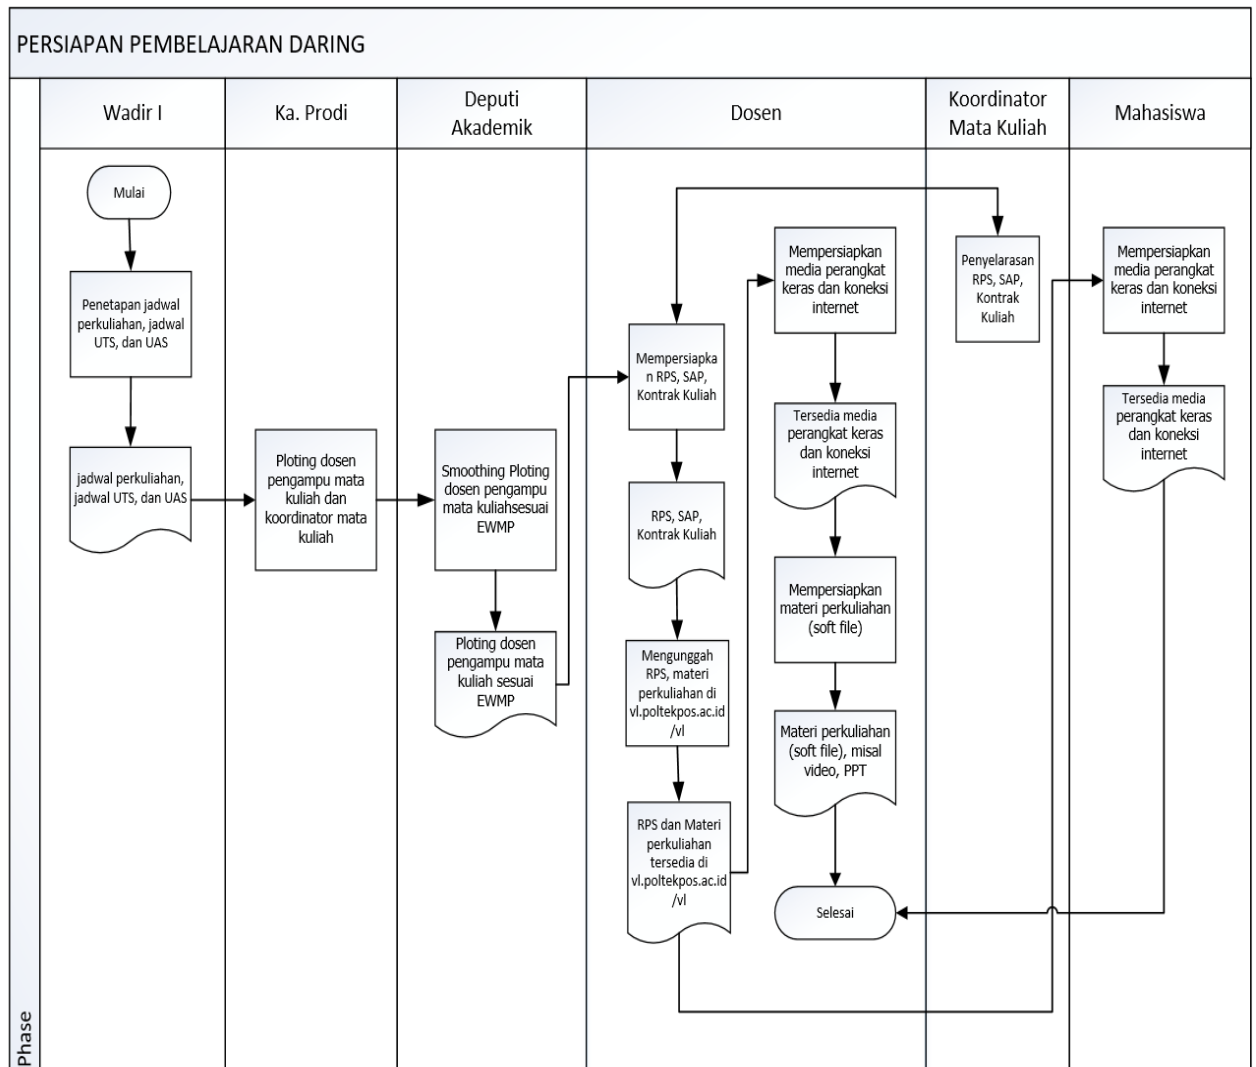 PERSIAPAN PEMBELAJARAN DARING
Wadir I
Ka. Prodi
Deputi
Akademik
Dosen
Koordinator
Mata Kuliah
Mahasiswa
Mulai
Penetapan jadwal
perkuliahan, jadwal
UTS, dan UAS
jadwal perkuliahan,
jadwal UTS, dan UAS
Ploting dosen
pengampu mata
kuliah dan
koordinator mata
kuliah
Smoothing Ploting
dosen pengampu
mata kuliahsesuai
EWMP
Ploting dosen
pengampu mata
kuliah sesuai
EWMP
Mempersiapka
n RPS, SAP,
Kontrak Kuliah
RPS, SAP,
Kontrak Kuliah
Mengunggah
RPS, materi
perkuliahan di
vl.poltekpos.ac.id
/vl
RPS dan Materi
perkuliahan
tersedia di
vl.poltekpos.ac.id
/vl
Mempersiapkan
media perangkat
keras dan koneksi
internet
Tersedia media
perangkat keras
dan koneksi
internet
Mempersiapkan
materi perkuliahan
(soft file)
Materi perkuliahan
(soft file), misal
video, PPT
Selesai
Penyelarasan
RPS, SAP,
Kontrak
Kuliah
Mempersiapkan
media perangkat
keras dan koneksi
internet
Tersedia media
perangkat keras
dan koneksi
internet
Phase